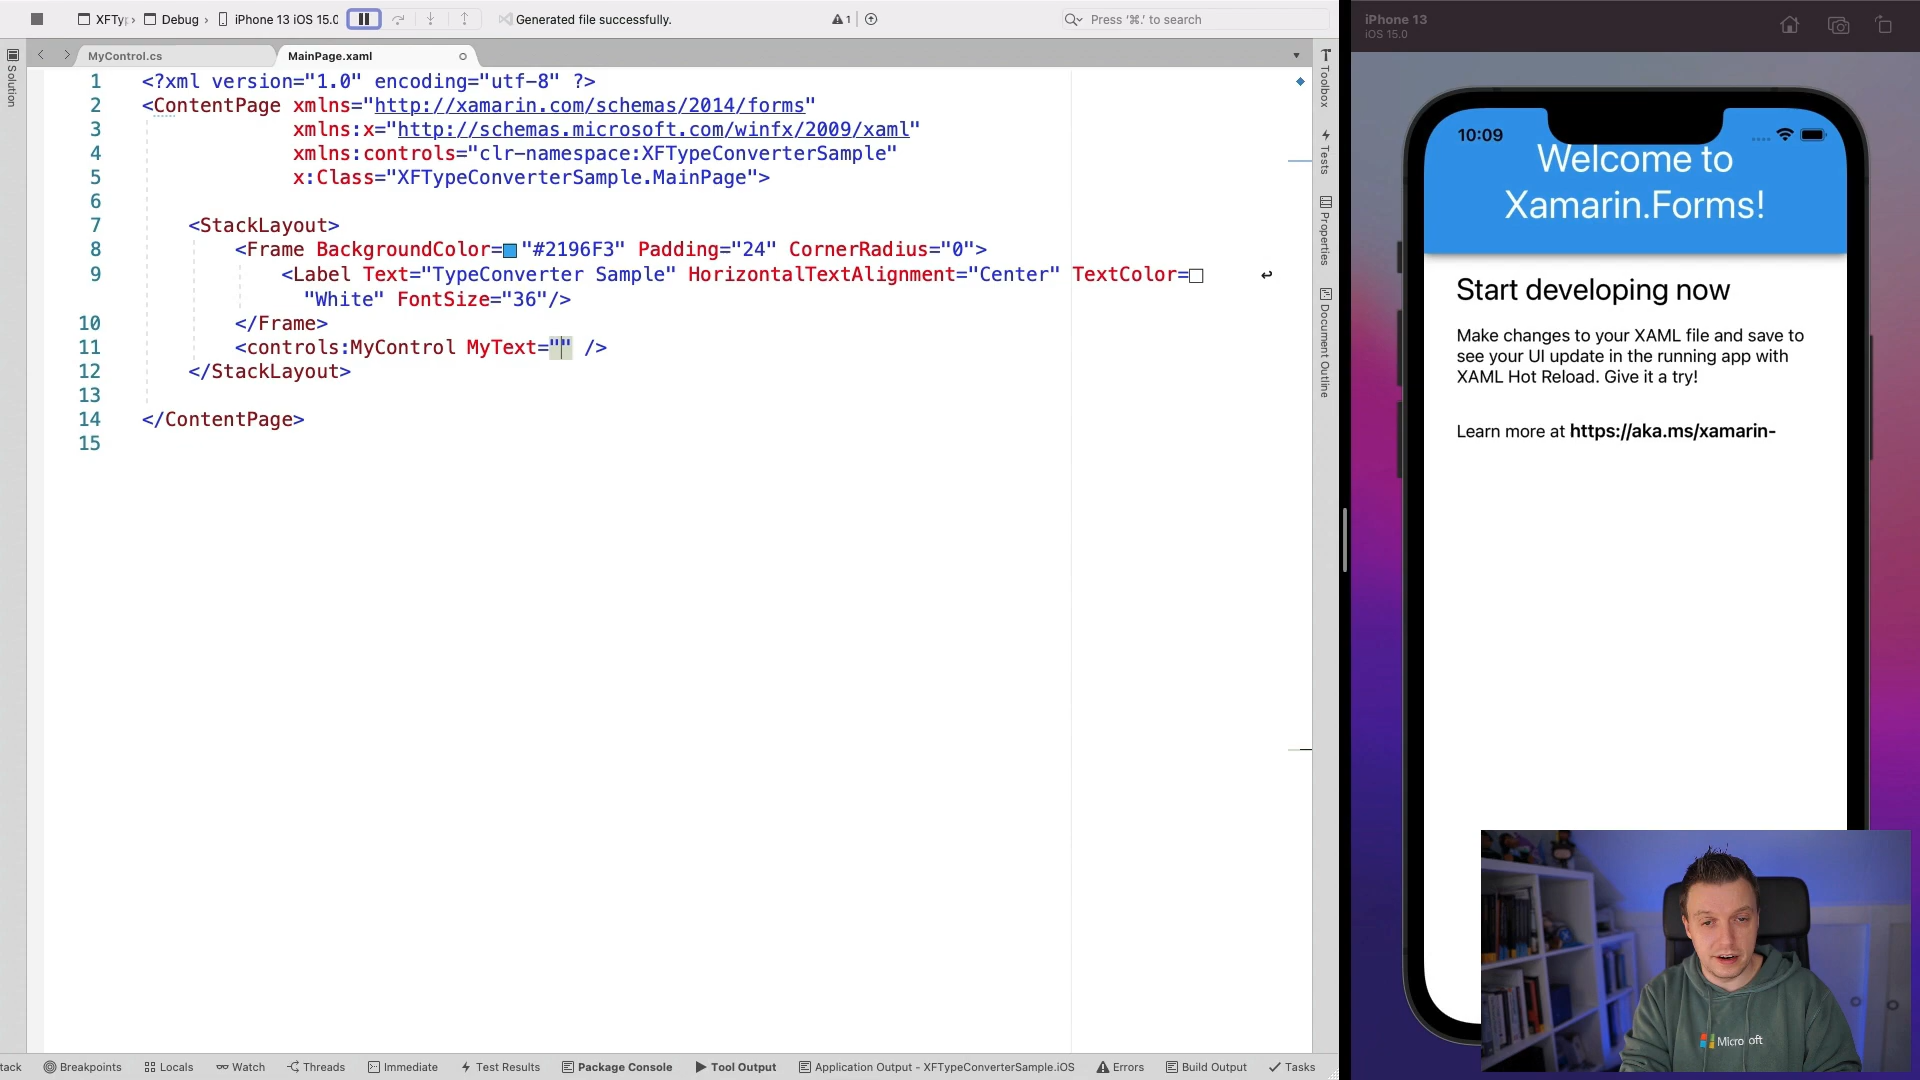 XFTyp
Debug
iPhone 13 iOS 15.0
Generated file successfully.
1
Press '⌘.' to search
MyControl.cs
MainPage.xaml
Solution
1 <?xml version="1.0" encoding="utf-8" ?>
2 <ContentPage xmlns="http://xamarin.com/schemas/2014/forms"
3 xmlns:x="http://schemas.microsoft.com/winfx/2009/xaml"
4 xmlns:controls="clr-namespace:XFTypeConverterSample"
5 x:Class="XFTypeConverterSample.MainPage">
6
7 <StackLayout>
8 <Frame BackgroundColor="#2196F3" Padding="24" CornerRadius="0">
9 <Label Text="TypeConverter Sample" HorizontalTextAlignment="Center" TextColor=
"White" FontSize="36"/>
10 </Frame>
11 <controls:MyControl MyText="" />
12 </StackLayout>
13
14 </ContentPage>
15
Toolbox
Tests
Properties
Document Outline
tack
Breakpoints
Locals
Watch
Threads
Immediate
Test Results
Package Console
Tool Output
Application Output - XFTypeConverterSample.iOS
Errors
Build Output
Tasks
iPhone 13
iOS 15.0
10:09
Welcome to
Xamarin.Forms!
Start developing now
Make changes to your XAML file and save to
see your UI update in the running app with
XAML Hot Reload. Give it a try!
Learn more at https://aka.ms/xamarin-
Micro oft